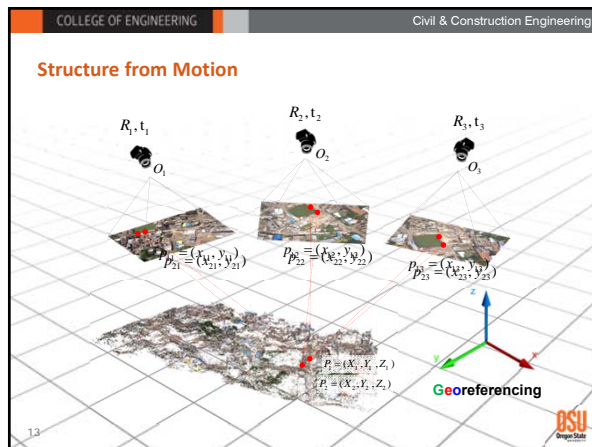 COLLEGE OF ENGINEERING
Civil & Construction Engineering
Structure from Motion
R₁, t₁
R₂, t₂
R₃, t₃
O₁
O₂
O₃
p₂₁ = (x₂₁, y₂₁)
p₂₂ = (x₂₂, y₂₂)
p₂₃ = (x₂₃, y₂₃)
z
y
x
P₁ = (X₁, Y₁, Z₁)
P₂ = (X₂, Y₂, Z₂)
Georeferencing
13
OSU
Oregon State